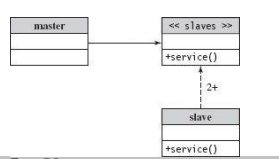 master
<< slaves >>
+service()
2+
slave
+service()